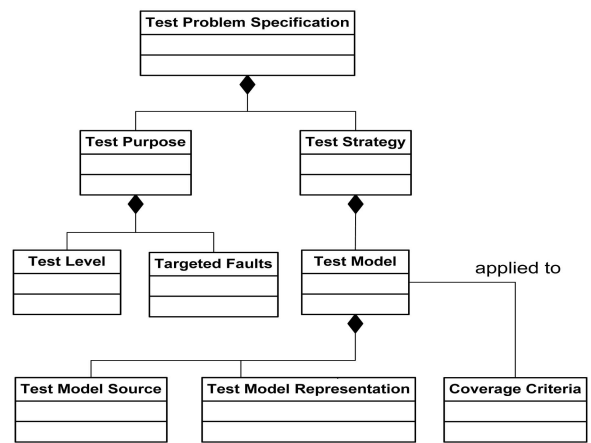 Test Problem Specification
Test Purpose
Test Strategy
Test Level
Targeted Faults
Test Model
applied to
Test Model Source
Test Model Representation
Coverage Criteria